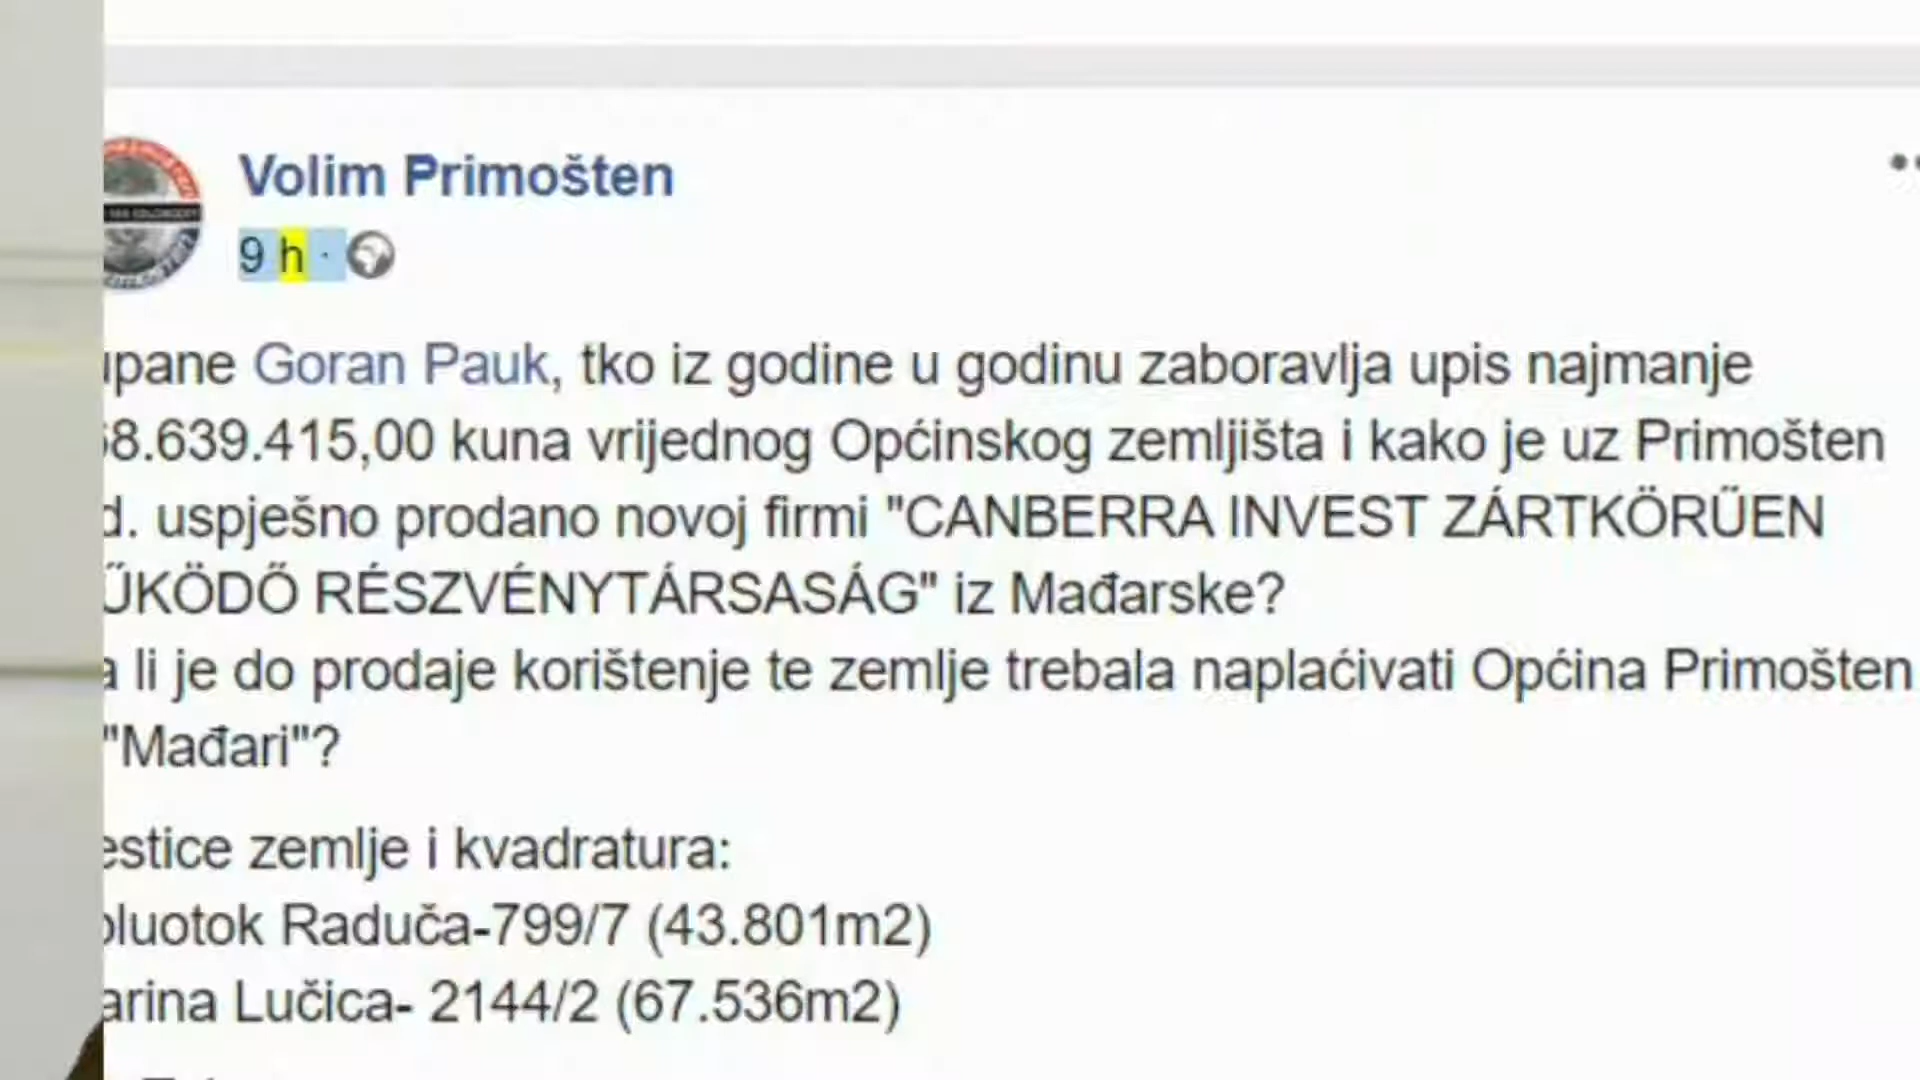 Volim Primošten
9 h ·
upane Goran Pauk, tko iz godine u godinu zaboravlja upis najmanje
8.639.415,00 kuna vrijednog Općinskog zemljišta i kako je uz Primošten
d. uspješno prodano novoj firmi "CANBERRA INVEST ZÁRTKÖRŰEN
ŰKÖDŐ RÉSZVÉNYTÁRSASÁG" iz Mađarske?
a li je do prodaje korištenje te zemlje trebala naplaćivati Općina Primošten
"Mađari"?
estice zemlje i kvadratura:
oluotok Raduča-799/7 (43.801m2)
arina Lučica- 2144/2 (67.536m2)